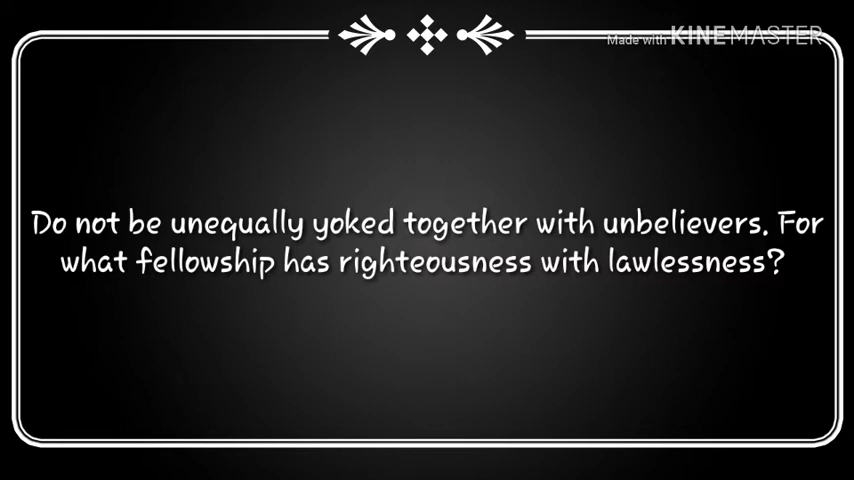 Made with KINEMASTER
Do not be unequally yoked together with unbelievers. For
what fellowship has righteousness with lawlessness?